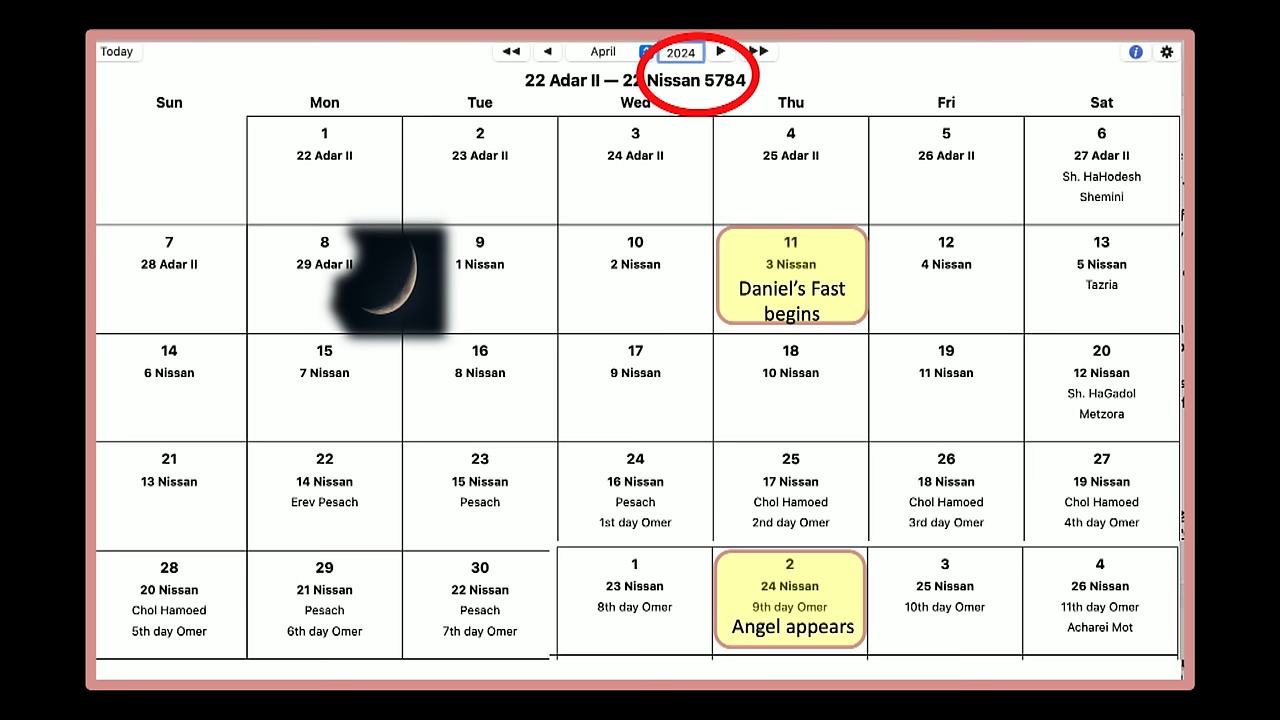 Today
April
2024
22 Adar II — 22 Nissan 5784
Sun Mon Tue Wed Thu Fri Sat
1 2 3 4 5 6
22 Adar II 23 Adar II 24 Adar II 25 Adar II 26 Adar II 27 Adar II
Sh. HaHodesh
Shemini
7 8 9 10 11 12 13
28 Adar II 29 Adar II 1 Nissan 2 Nissan 3 Nissan 4 Nissan 5 Nissan
Daniel's Fast
begins
Tazria
14 15 16 17 18 19 20
6 Nissan 7 Nissan 8 Nissan 9 Nissan 10 Nissan 11 Nissan 12 Nissan
Sh. HaGadol
Metzora
21 22 23 24 25 26 27
13 Nissan 14 Nissan 15 Nissan 16 Nissan 17 Nissan 18 Nissan 19 Nissan
Erev Pesach Pesach Pesach Chol Hamoed Chol Hamoed Chol Hamoed
1st day Omer 2nd day Omer 3rd day Omer 4th day Omer
28 29 30 1 2 3 4
20 Nissan 21 Nissan 22 Nissan 23 Nissan 24 Nissan 25 Nissan 26 Nissan
Chol Hamoed Pesach Pesach 8th day Omer 9th day Omer 10th day Omer 11th day Omer
5th day Omer 6th day Omer 7th day Omer Angel appears Acharei Mot